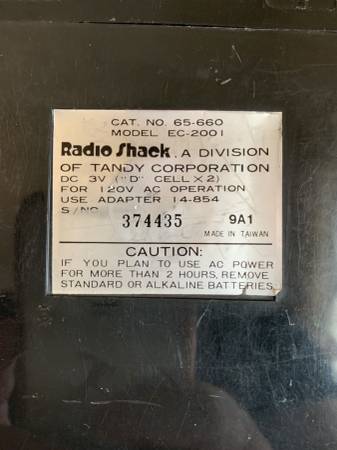 CAT. NO. 65-660
MODEL EC-2001
Radio Shack, A DIVISION
OF TANDY CORPORATION
DC 3V ("D" CELL X 2)
FOR 120V AC OPERATION
USE ADAPTER 14-854
S/NO.
374435 9A1
MADE IN TAIWAN
CAUTION:
IF YOU PLAN TO USE AC POWER
FOR MORE THAN 2 HOURS, REMOVE
STANDARD OR ALKALINE BATTERIES.